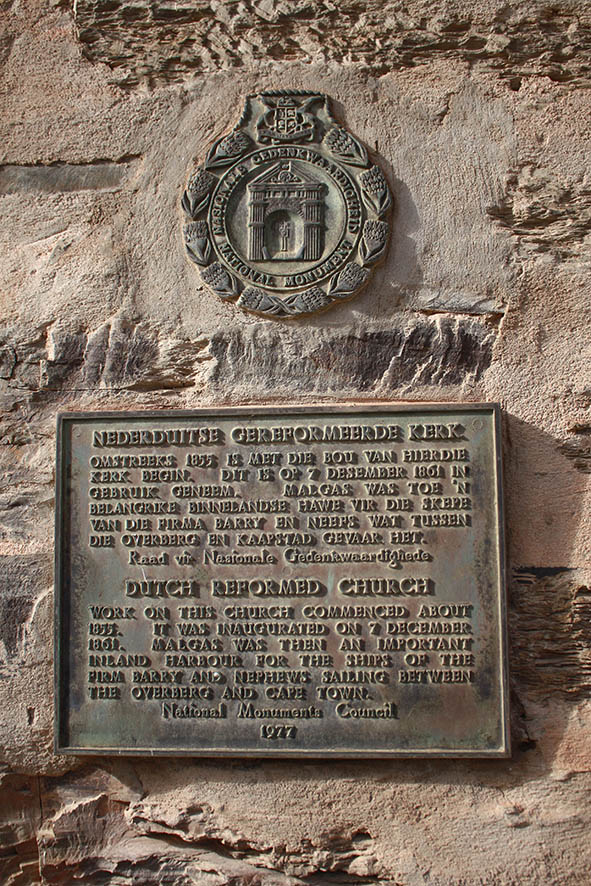 NASIONALE GEDENKWAARDIGHEID
NATIONAL MONUMENT
NEDERDUITSE GEREFORMEERDE KERK
OMSTREEKS 1855 IS MET DIE BOU VAN HIERDIE
KERK BEGIN. DIT IS OP 7 DESEMBER 1861 IN
GEBRUIK GENEEM. MALGAS WAS TOE 'N
BELANGRIKE BINNELANDSE HAWE VIR DIE SKEPE
VAN DIE FIRMA BARRY EN NEEFS WAT TUSSEN
DIE OVERBERG EN KAAPSTAD GEVAAR HET.
Raad vir Nasionale Gedenkwaardighede
DUTCH REFORMED CHURCH
WORK ON THIS CHURCH COMMENCED ABOUT
1855. IT WAS INAUGURATED ON 7 DECEMBER
1861. MALGAS WAS THEN AN IMPORTANT
INLAND HARBOUR FOR THE SHIPS OF THE
FIRM BARRY AND NEPHEWS SAILING BETWEEN
THE OVERBERG AND CAPE TOWN.
National Monuments Council
1977